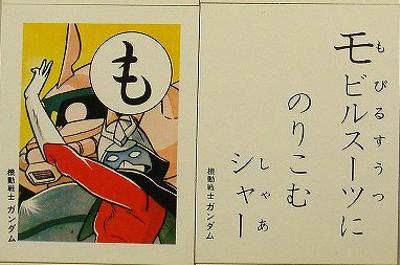 も
機動戦士 ガンダム
モビルスーツに
もびるすうつ
のりこむ
シャー
しゃあ
機動戦士 ガンダム